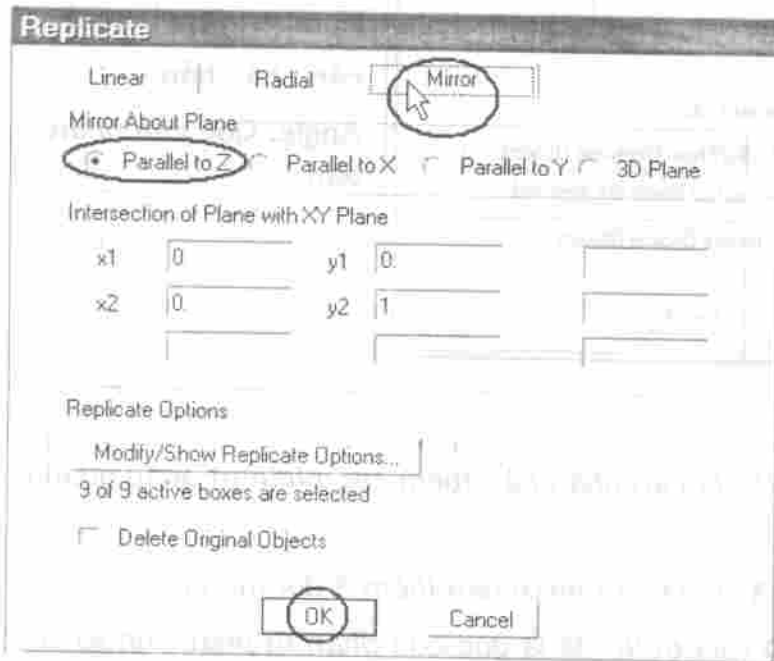 Replicate
Linear Radial Mirror
Mirror About Plane
Parallel to Z Parallel to X Parallel to Y 3D Plane
Intersection of Plane with XY Plane
x1 0 y1 0.
x2 0. y2 1
Replicate Options
Modify/Show Replicate Options...
9 of 9 active boxes are selected
Delete Original Objects
OK Cancel